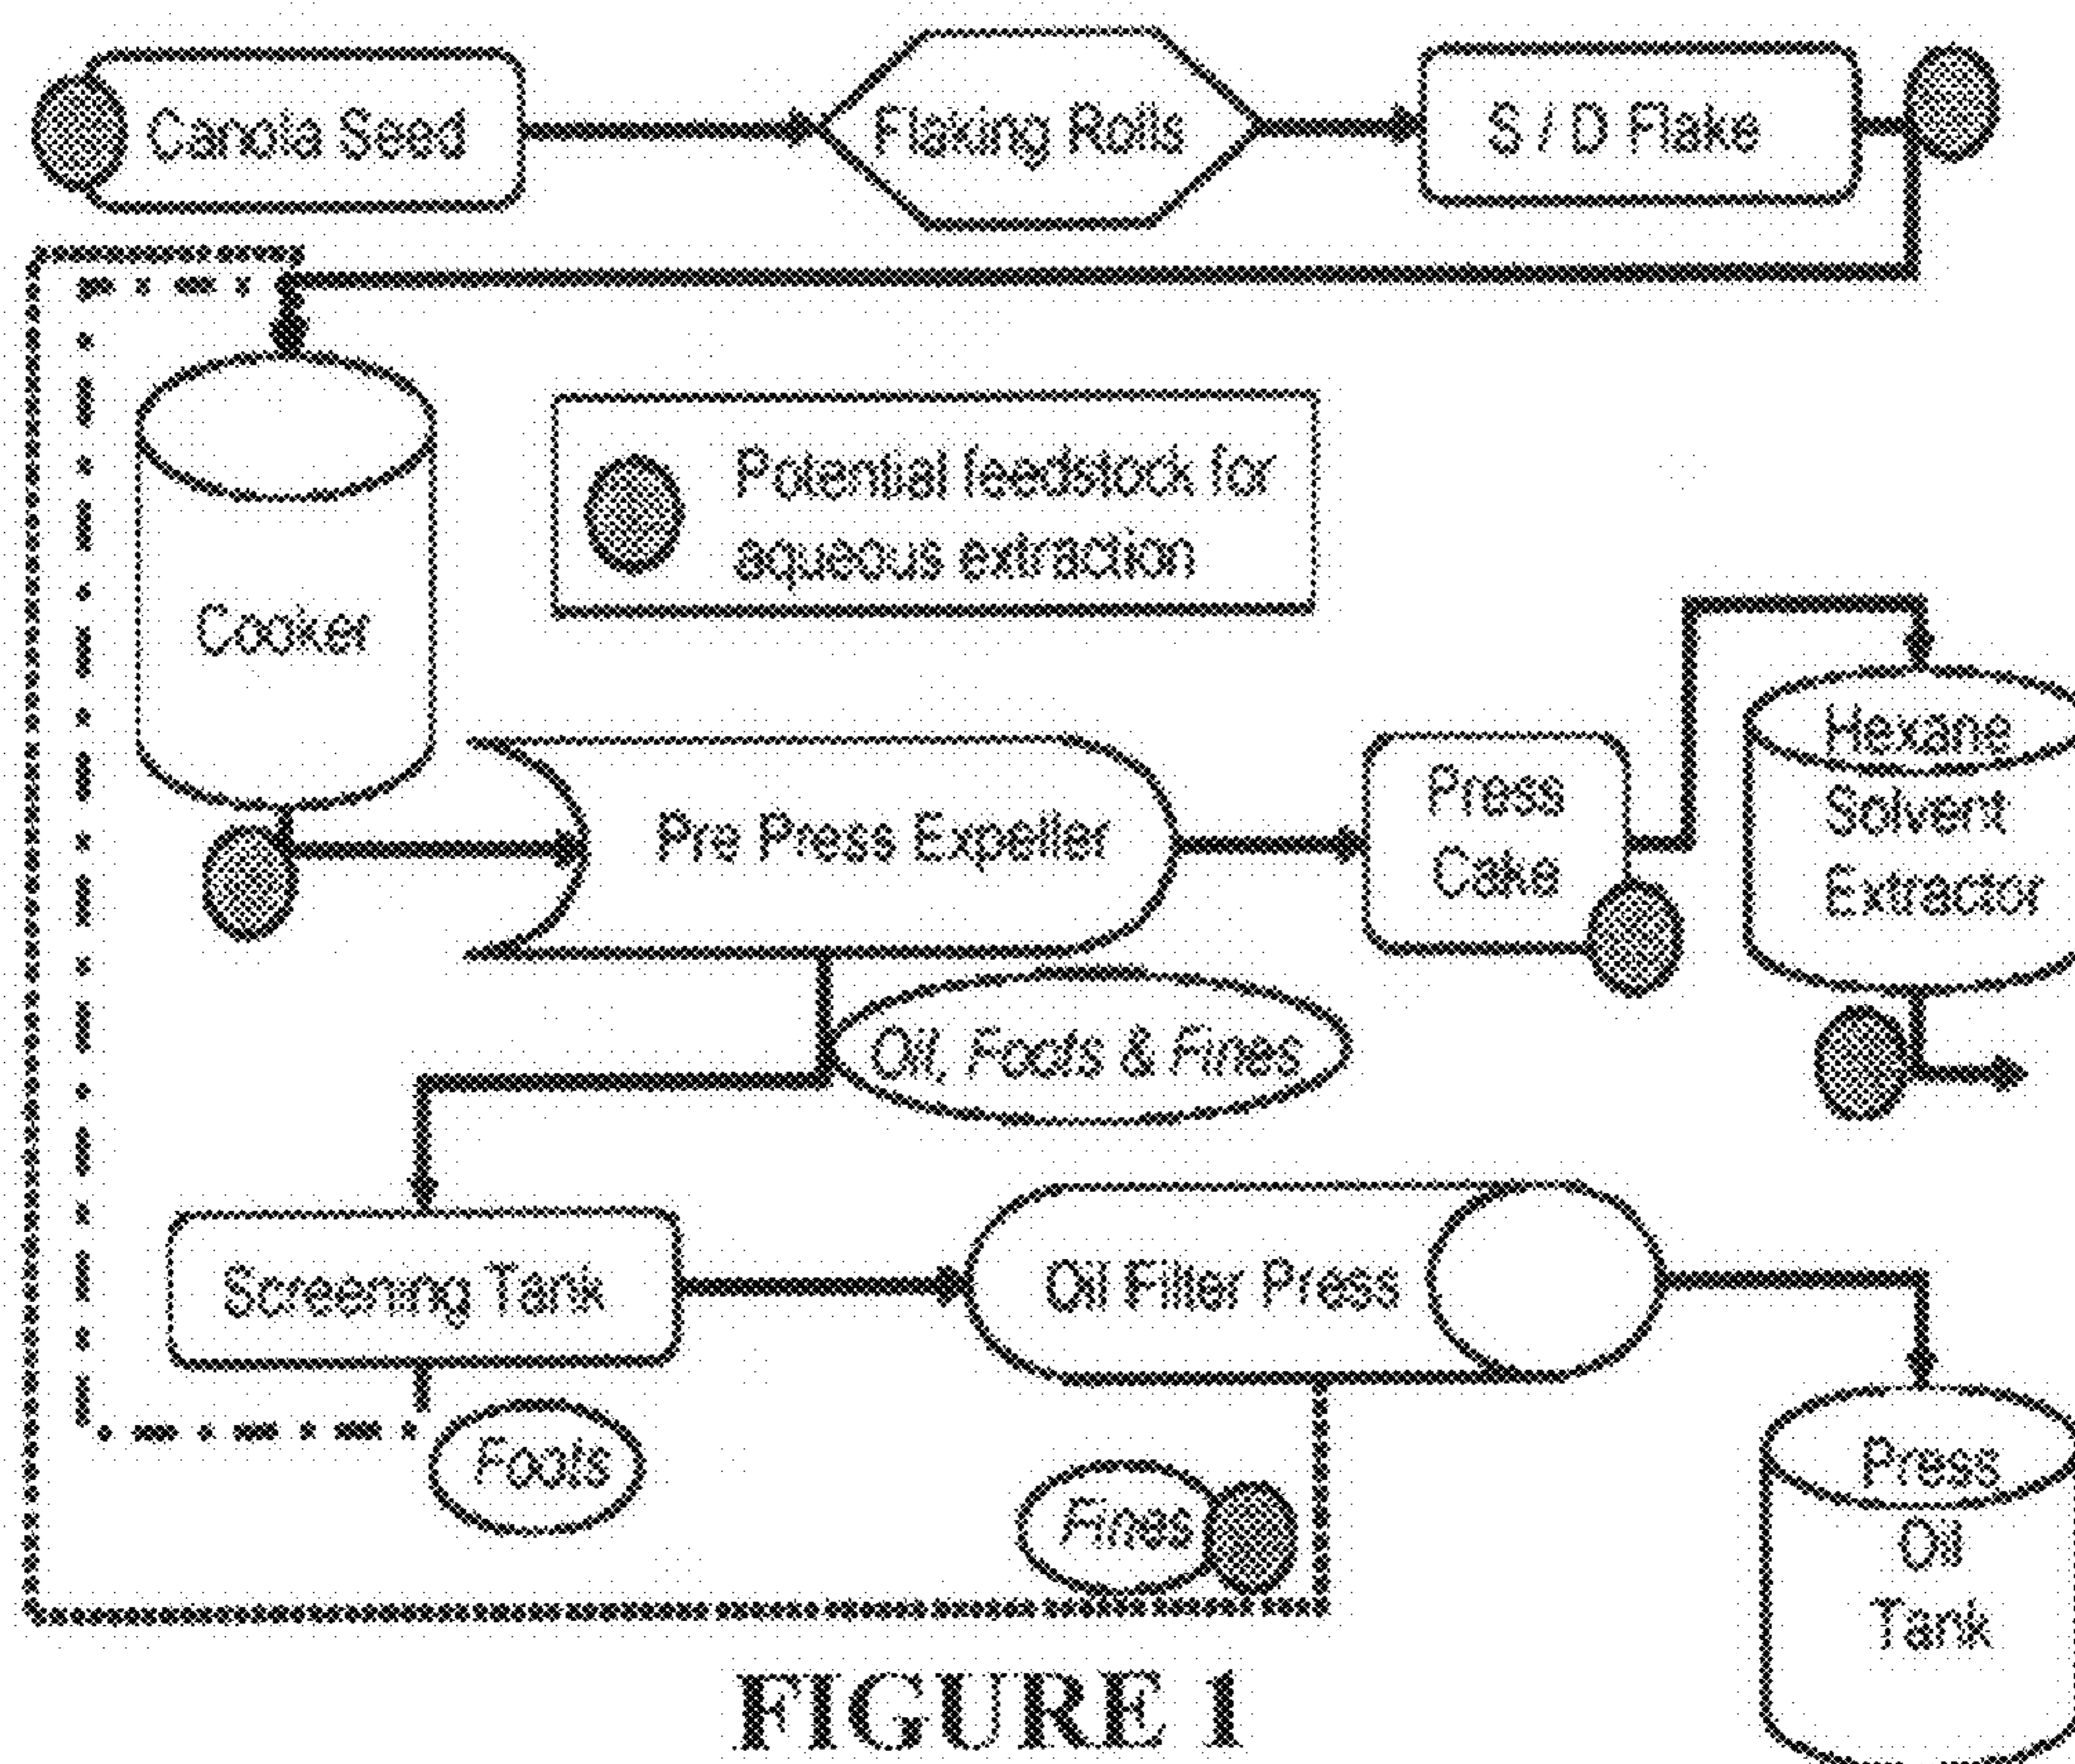 Canola Seed
Flaking Rolls
S / D Flake
Potential feedstock for
aqueous extraction
Cooker
Pre Press Expeller
Press
Cake
Hexane
Solvent
Extractor
Oil, Foots & Fines
Screening Tank
Oil Filter Press
Foots
Fines
Press
Oil
Tank
FIGURE 1